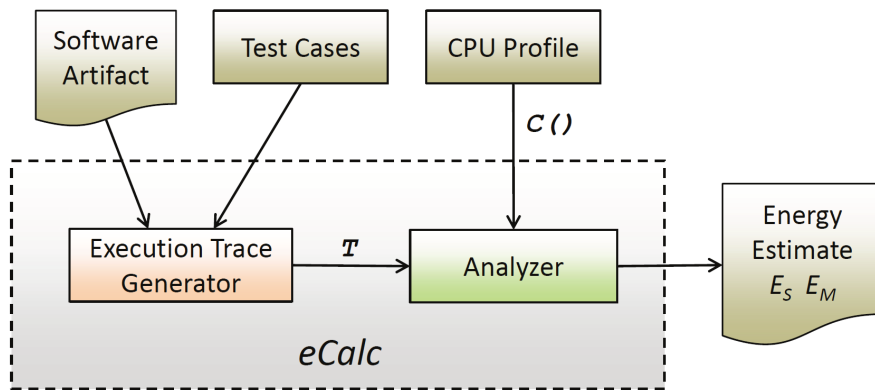 Software
Artifact
Test Cases
CPU Profile
C()
Execution Trace
Generator
T
Analyzer
Energy
Estimate
E_S E_M
eCalc